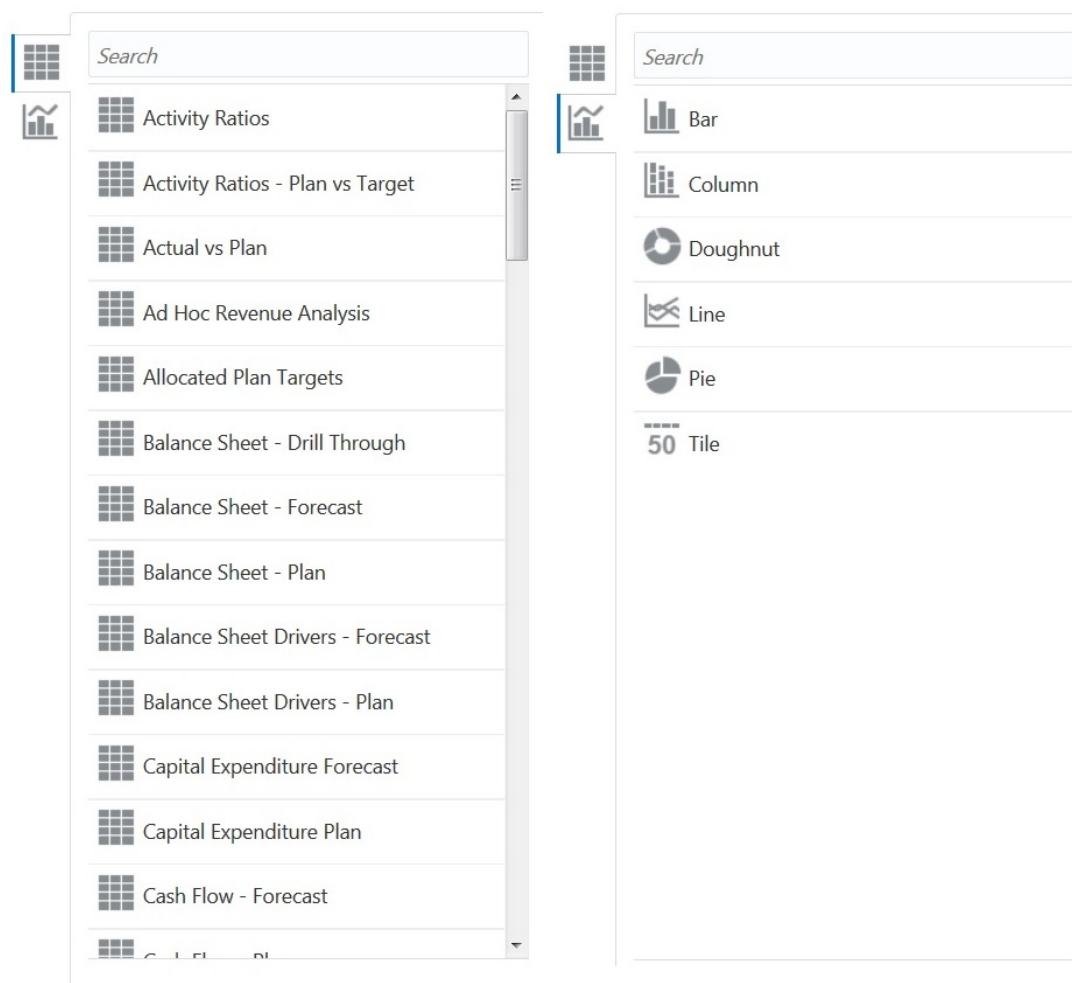 Search
Activity Ratios
Activity Ratios - Plan vs Target
Actual vs Plan
Ad Hoc Revenue Analysis
Allocated Plan Targets
Balance Sheet - Drill Through
Balance Sheet - Forecast
Balance Sheet - Plan
Balance Sheet Drivers - Forecast
Balance Sheet Drivers - Plan
Capital Expenditure Forecast
Capital Expenditure Plan
Cash Flow - Forecast
Search
Bar
Column
Doughnut
Line
Pie
50 Tile